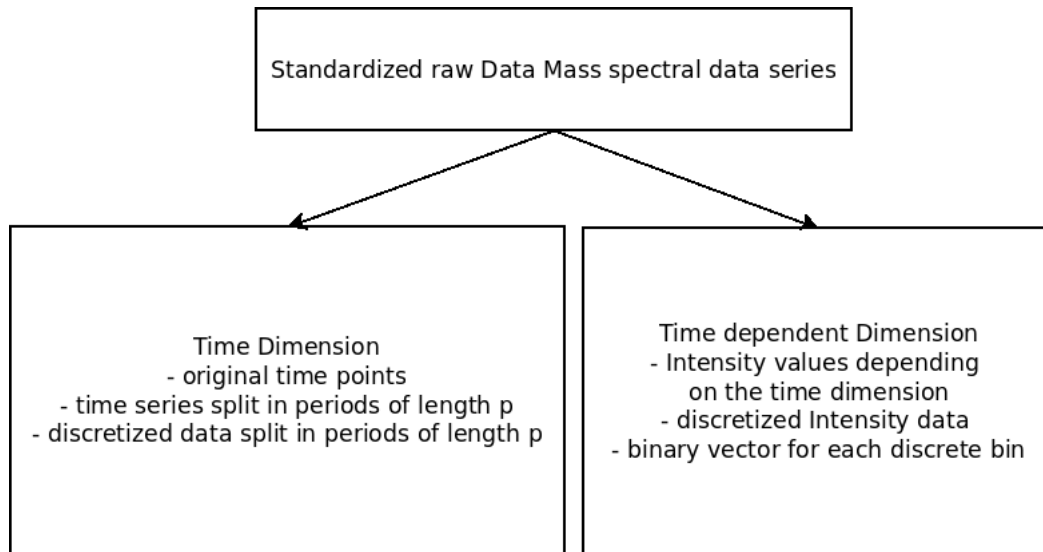 Standardized raw Data Mass spectral data series
Time Dimension
- original time points
- time series split in periods of length p
- discretized data split in periods of length p
Time dependent Dimension
- Intensity values depending
on the time dimension
- discretized Intensity data
- binary vector for each discrete bin